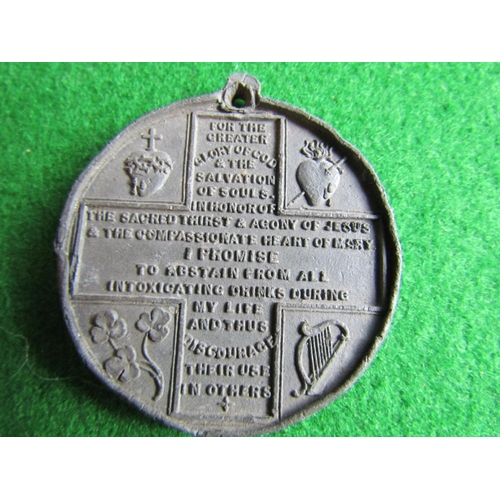 FOR THE
GREATER
GLORY OF GOD
& THE
SALVATION
OF SOULS.
IN HONOR OF
THE SACRED THIRST & AGONY OF JESUS
& THE COMPASSIONATE HEART OF MARY
I PROMISE
TO ABSTAIN FROM ALL
INTOXICATING DRINKS DURING
MY LIFE
AND THUS
DISCOURAGE
THEIR USE
IN OTHERS